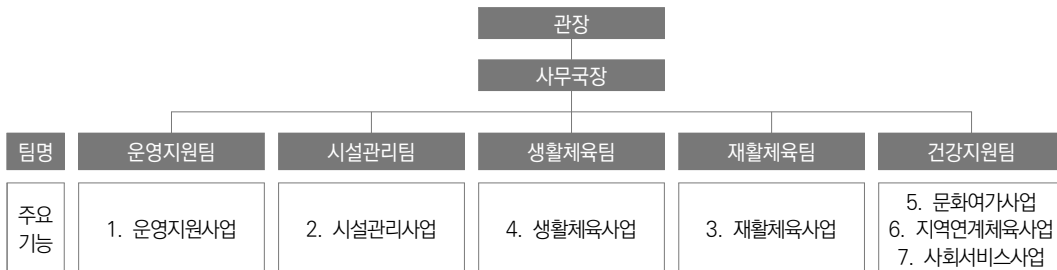 관장
사무국장
팀명 운영지원팀 시설관리팀 생활체육팀 재활체육팀 건강지원팀
주요
기능
1. 운영지원사업 2. 시설관리사업 4. 생활체육사업 3. 재활체육사업
5. 문화여가사업
6. 지역연계체육사업
7. 사회서비스사업